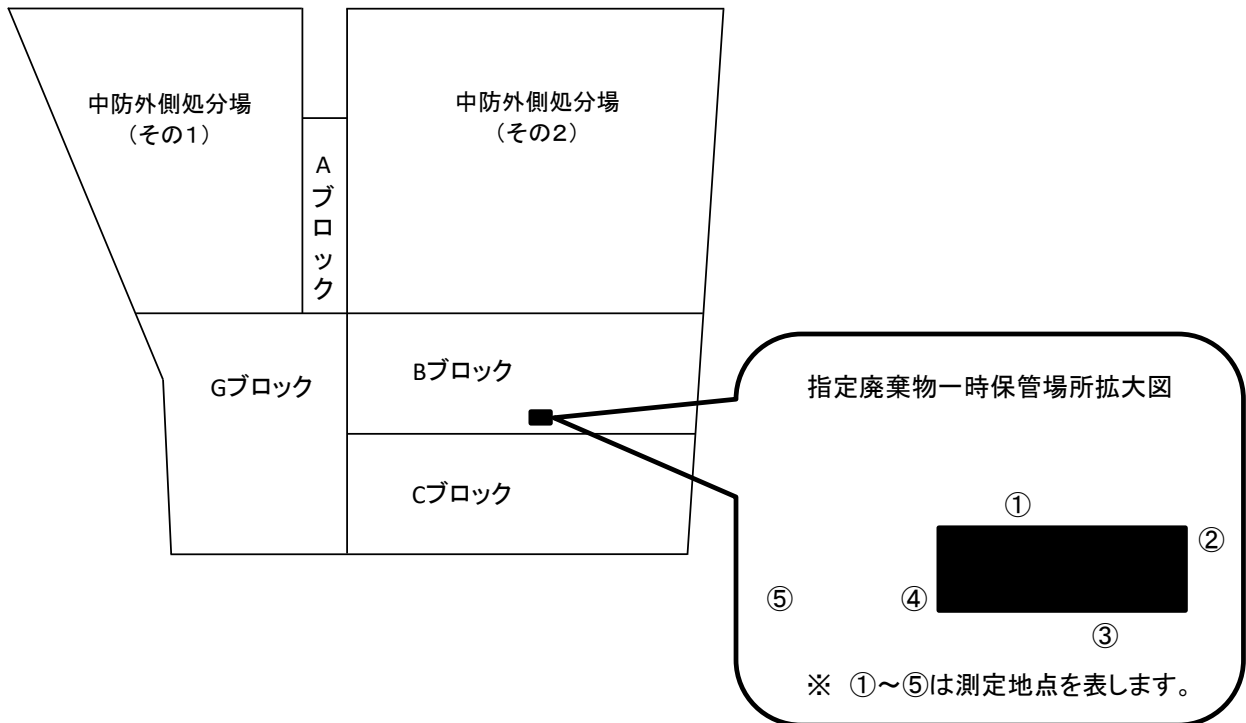 中防外側処分場
（その１）
中防外側処分場
（その２）
Aブロック
Gブロック
Bブロック
Cブロック
指定廃棄物一時保管場所拡大図
①
②
③
④
⑤
※　①～⑤は測定地点を表します。